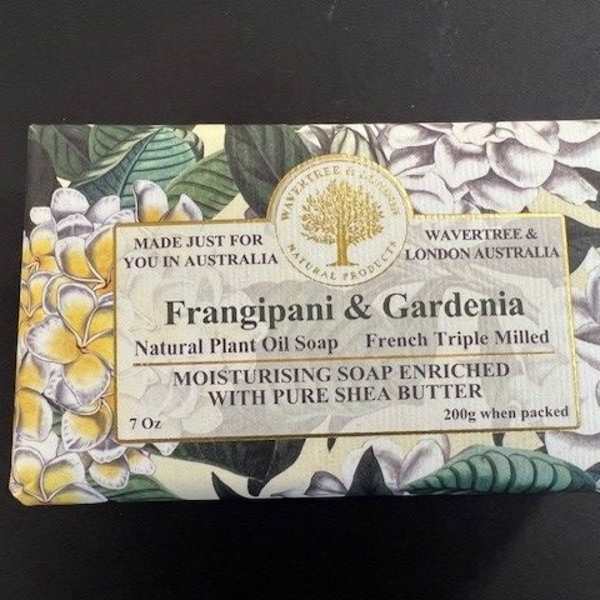 WAVERTREE & LONDON
NATURAL PRODUCTS
MADE JUST FOR
YOU IN AUSTRALIA
WAVERTREE &
LONDON AUSTRALIA
Frangipani & Gardenia
Natural Plant Oil Soap French Triple Milled
MOISTURISING SOAP ENRICHED
WITH PURE SHEA BUTTER
7 Oz
200g when packed